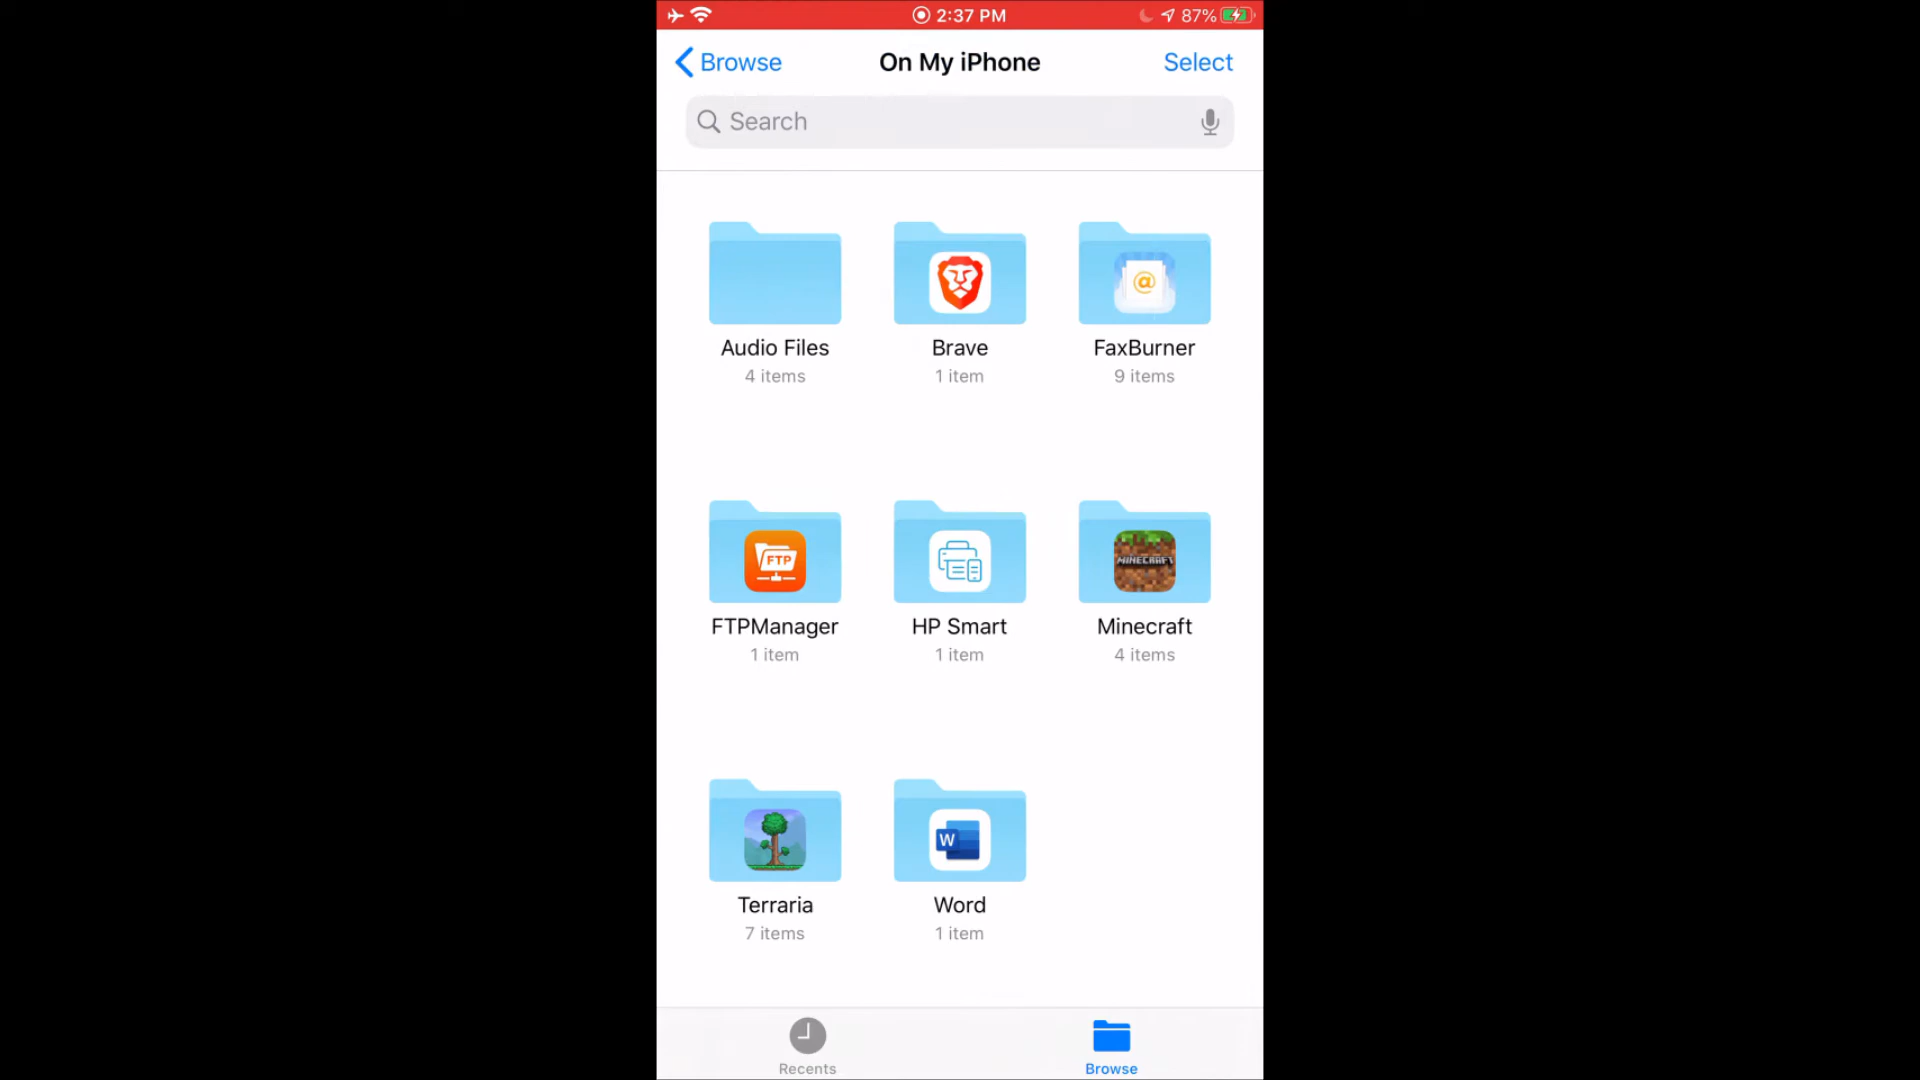 2:37 PM 87%
Browse On My iPhone Select
Search
@
Audio Files Brave FaxBurner
4 items 1 item 9 items
FTP MINECRAFT
FTPManager HP Smart Minecraft
1 item 1 item 4 items
W
Terraria Word
7 items 1 item
Recents Browse